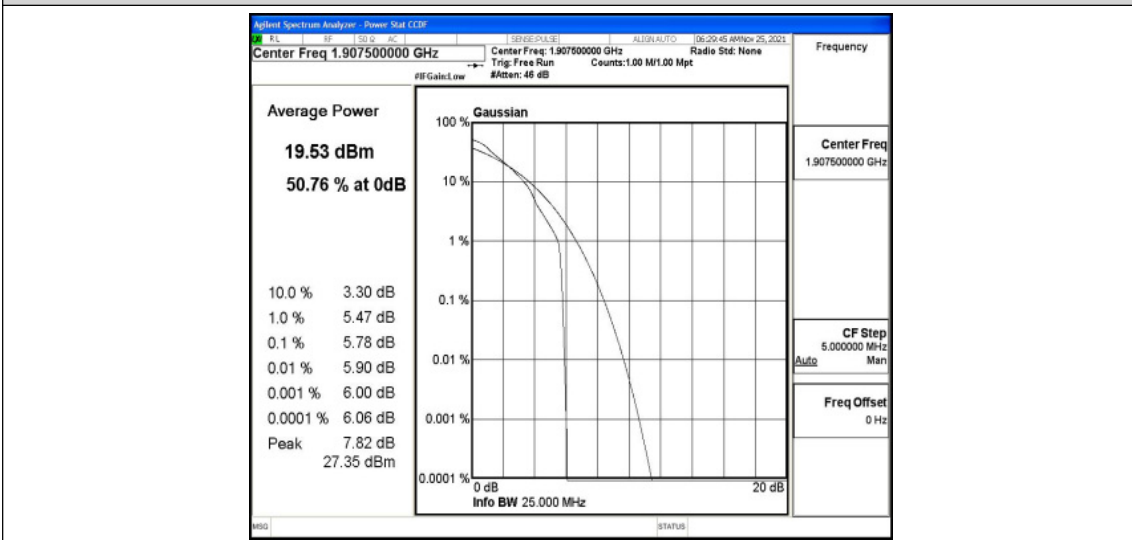 Agilent Spectrum Analyzer - Power Stat CCDF
RL RF 50 Ω AC SENSE:PULSE ALIGN AUTO 06:29:45 AM Nov 25, 2021
Center Freq 1.907500000 GHz
Center Freq: 1.907500000 GHz Radio Std: None
Trig: Free Run Counts:1.00 M/1.00 Mpt
#IFGain:Low #Atten: 46 dB
Frequency
Average Power
19.53 dBm
50.76 % at 0dB
10.0 % 3.30 dB
1.0 % 5.47 dB
0.1 % 5.78 dB
0.01 % 5.90 dB
0.001 % 6.00 dB
0.0001 % 6.06 dB
Peak 7.82 dB
27.35 dBm
Gaussian
100 %
10 %
1 %
0.1 %
0.01 %
0.001 %
0.0001 %
0 dB 20 dB
Info BW 25.000 MHz
Center Freq
1.907500000 GHz
CF Step
5.000000 MHz
Auto Man
Freq Offset
0 Hz
MSG STATUS